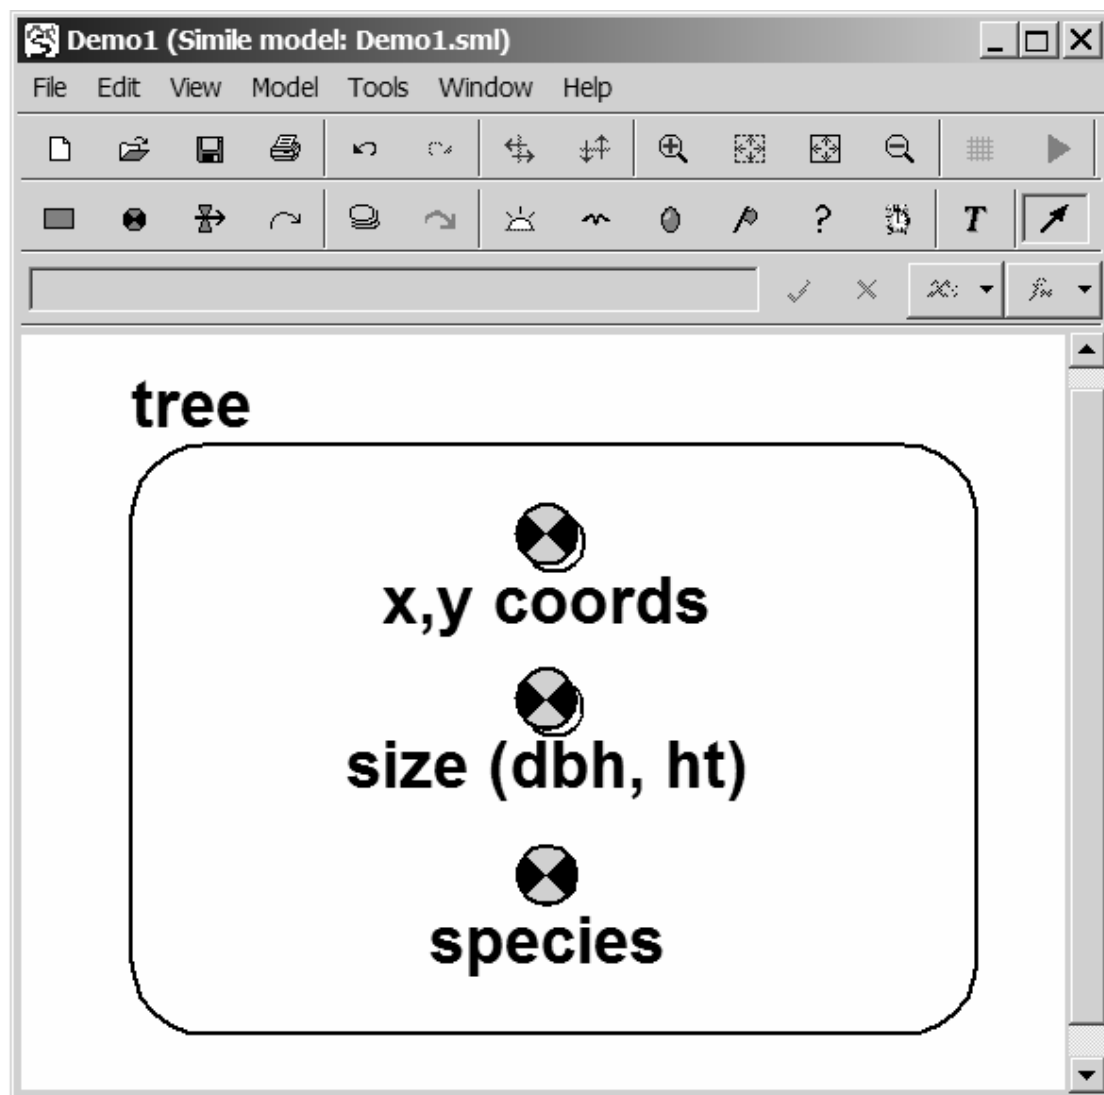 Demo1 (Simile model: Demo1.sml)
File Edit View Model Tools Window Help
? T
tree
x,y coords
size (dbh, ht)
species